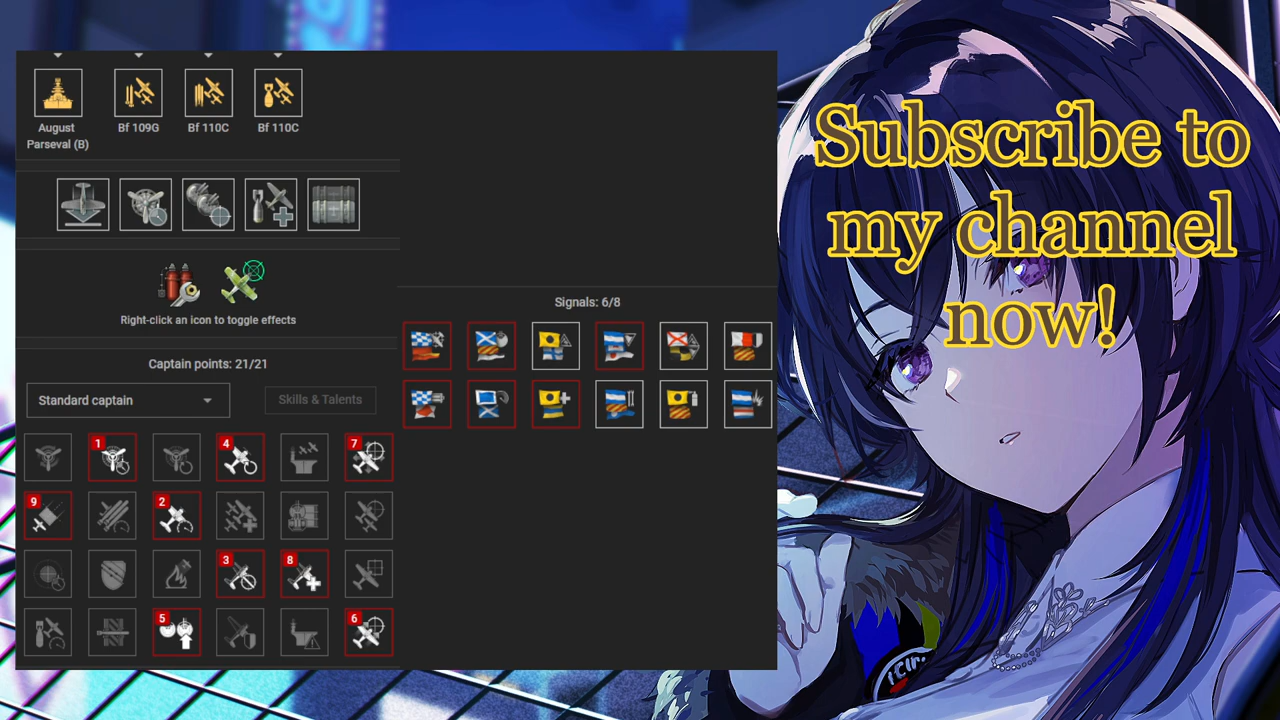 August
Parseval (B)
Bf 109G
Bf 110C
Bf 110C
Right-click an icon to toggle effects
Captain points: 21/21
Standard captain
Skills & Talents
1
4
7
9
2
3
8
5
6
Signals: 6/8
Subscribe to
my channel
now!